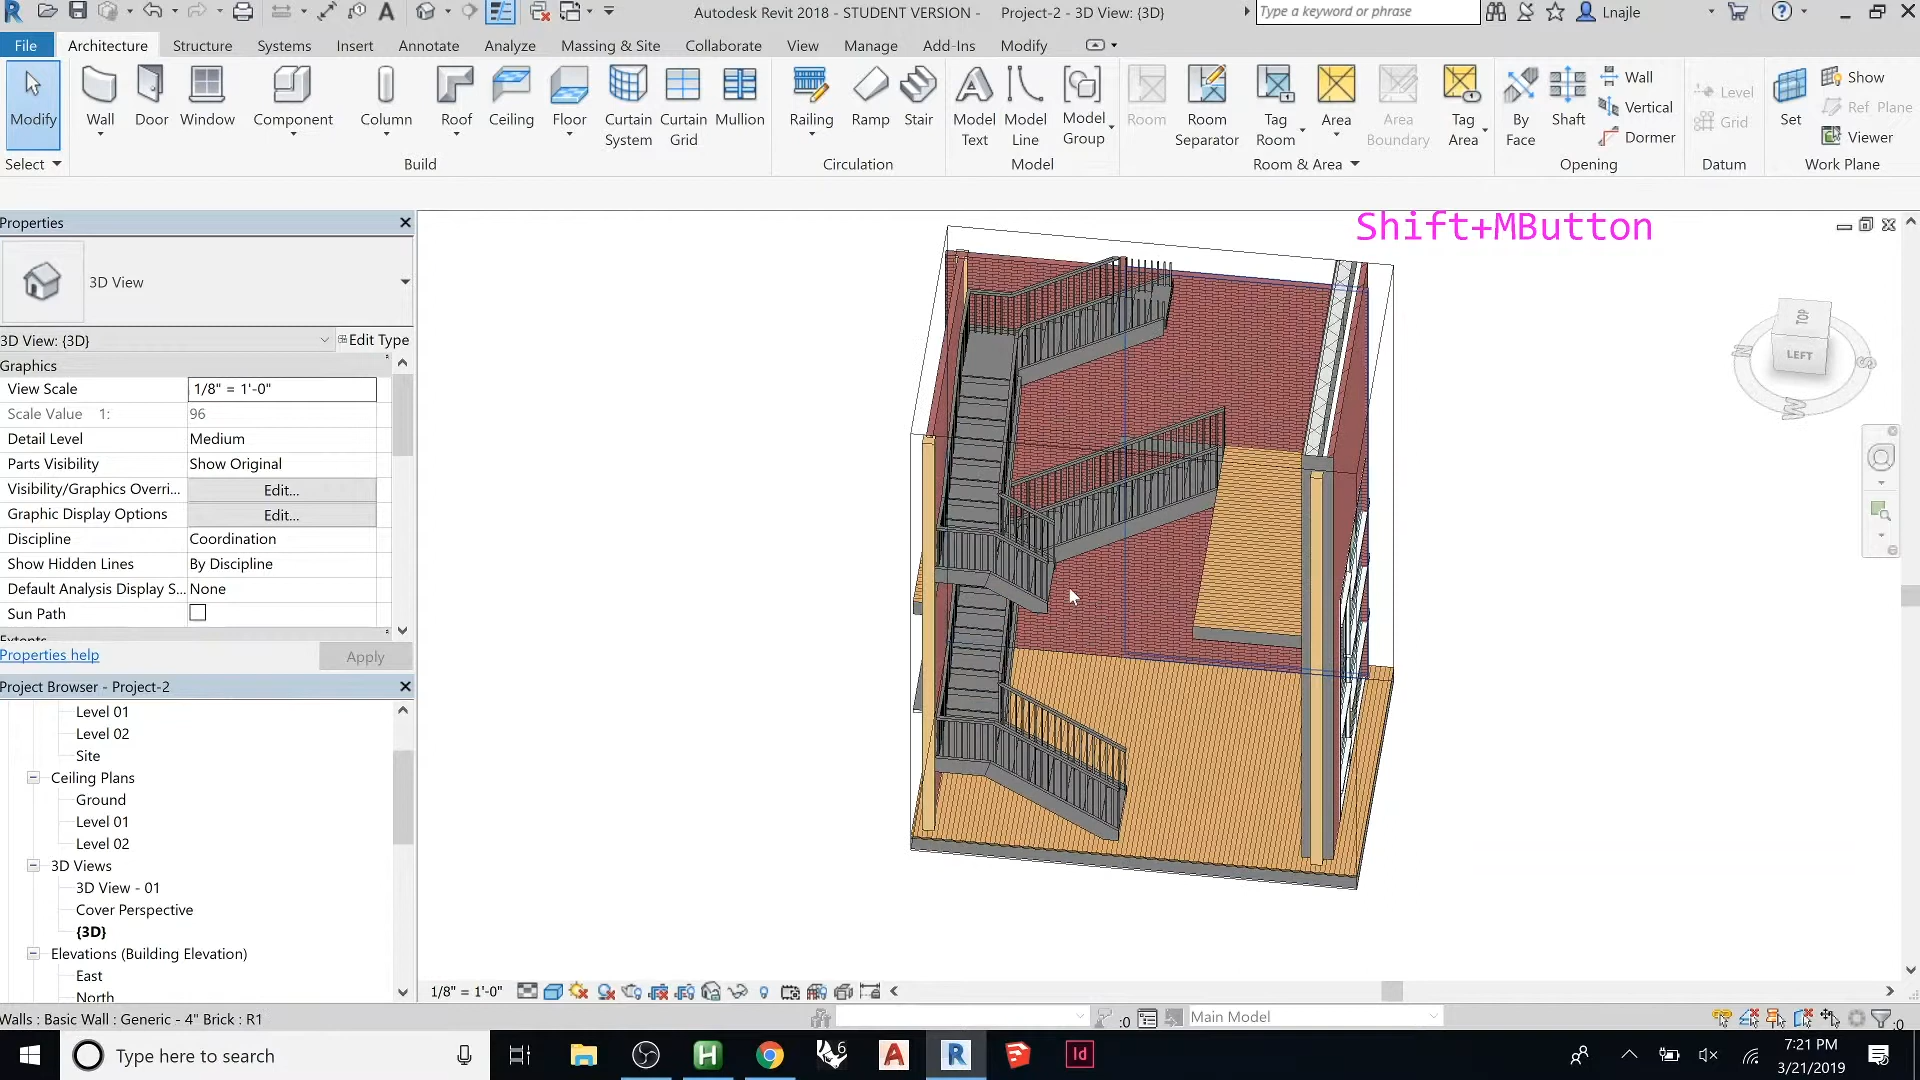 Autodesk Revit 2018 - STUDENT VERSION - Project-2 - 3D View: {3D}
Type a keyword or phrase
Lnajle
File Architecture Structure Systems Insert Annotate Analyze Massing & Site Collaborate View Manage Add-Ins Modify
Modify
Wall
Door
Window
Component
Column
Roof
Ceiling
Floor
Curtain System
Curtain Grid
Mullion
Railing
Ramp
Stair
Model Text
Model Line
Model Group
Room
Room Separator
Tag Room
Area
Area Boundary
Tag Area
By Face
Shaft
Wall
Vertical
Dormer
Level
Grid
Set
Show
Ref Plane
Viewer
Select Build Circulation Model Room & Area Opening Datum Work Plane
Shift+MButton
Properties
3D View
3D View: {3D} Edit Type
Graphics
View Scale 1/8" = 1'-0"
Scale Value 1: 96
Detail Level Medium
Parts Visibility Show Original
Visibility/Graphics Overri... Edit...
Graphic Display Options Edit...
Discipline Coordination
Show Hidden Lines By Discipline
Default Analysis Display S... None
Sun Path
Extents
Properties help Apply
Project Browser - Project-2
Level 01
Level 02
Site
Ceiling Plans
Ground
Level 01
Level 02
3D Views
3D View - 01
Cover Perspective
{3D}
Elevations (Building Elevation)
East
North
TOP
LEFT
N
S
W
1/8" = 1'-0"
Walls : Basic Wall : Generic - 4" Brick : R1
:0
Main Model
:0
Type here to search
H
6
A
R
Id
7:21 PM
3/21/2019